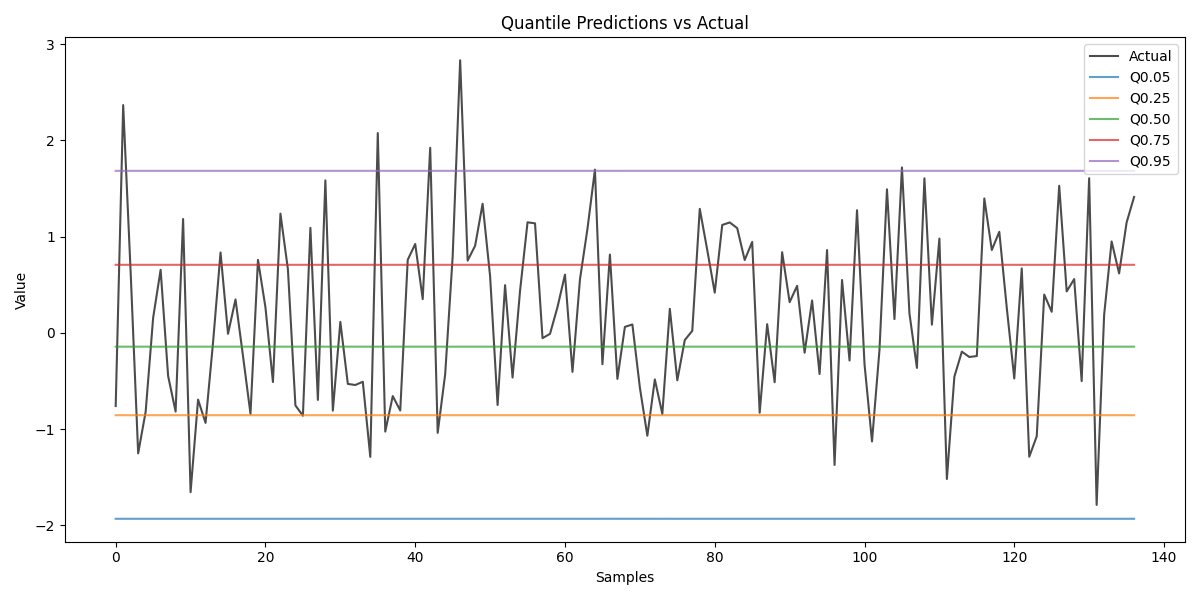 Quantile Predictions vs Actual
3
2
1
0
−1
−2
Value
Actual
Q0.05
Q0.25
Q0.50
Q0.75
Q0.95
0 20 40 60 80 100 120 140
Samples